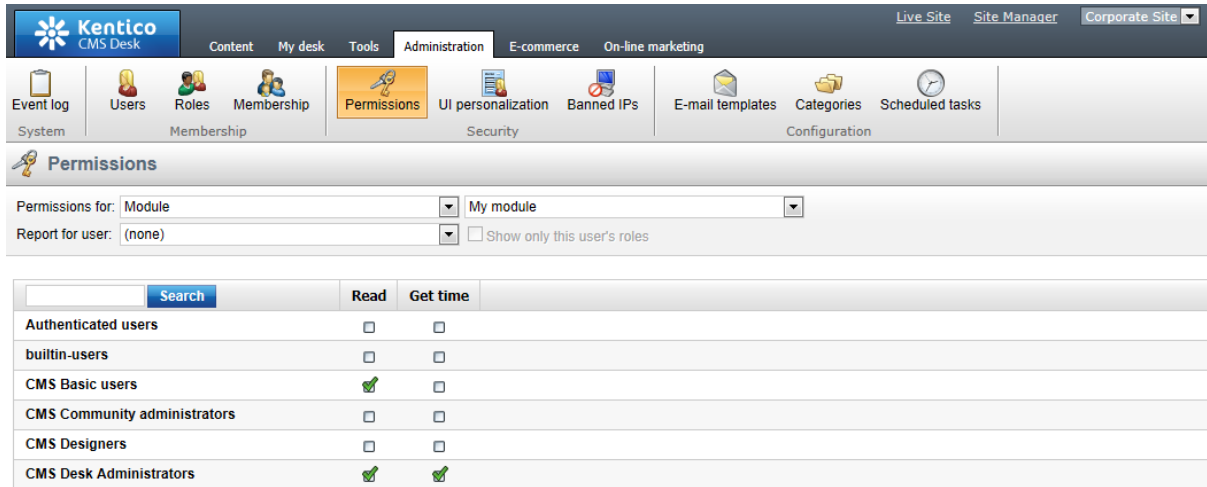 Live Site Site Manager Corporate Site
Kentico
CMS Desk
Content My desk Tools Administration E-commerce On-line marketing
Event log Users Roles Membership Permissions UI personalization Banned IPs E-mail templates Categories Scheduled tasks
System Membership Security Configuration
Permissions
Permissions for: Module My module
Report for user: (none) Show only this user's roles
Search Read Get time
Authenticated users
builtin-users
CMS Basic users
CMS Community administrators
CMS Designers
CMS Desk Administrators